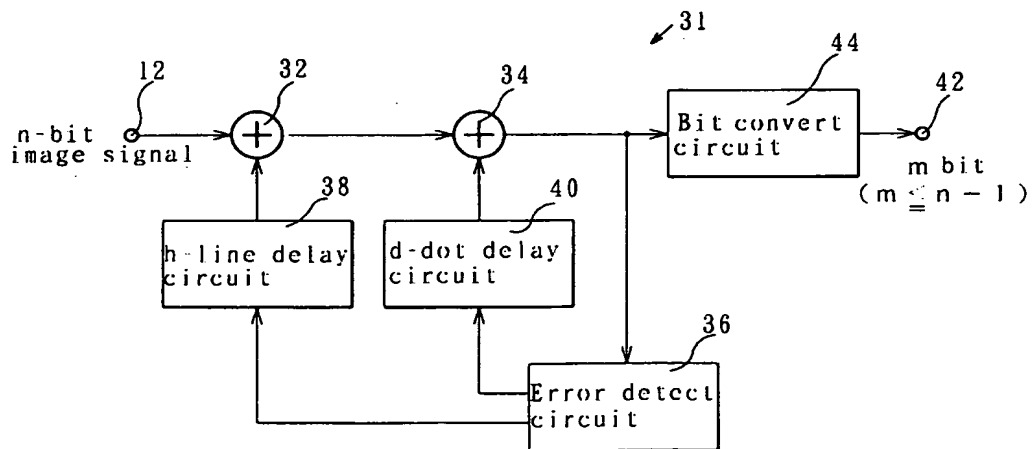 31
12
32
34
44
42
n-bit
image signal
Bit convert
circuit
m bit
(m ≦ n − 1)
38
40
h-line delay
circuit
d-dot delay
circuit
36
Error detect
circuit